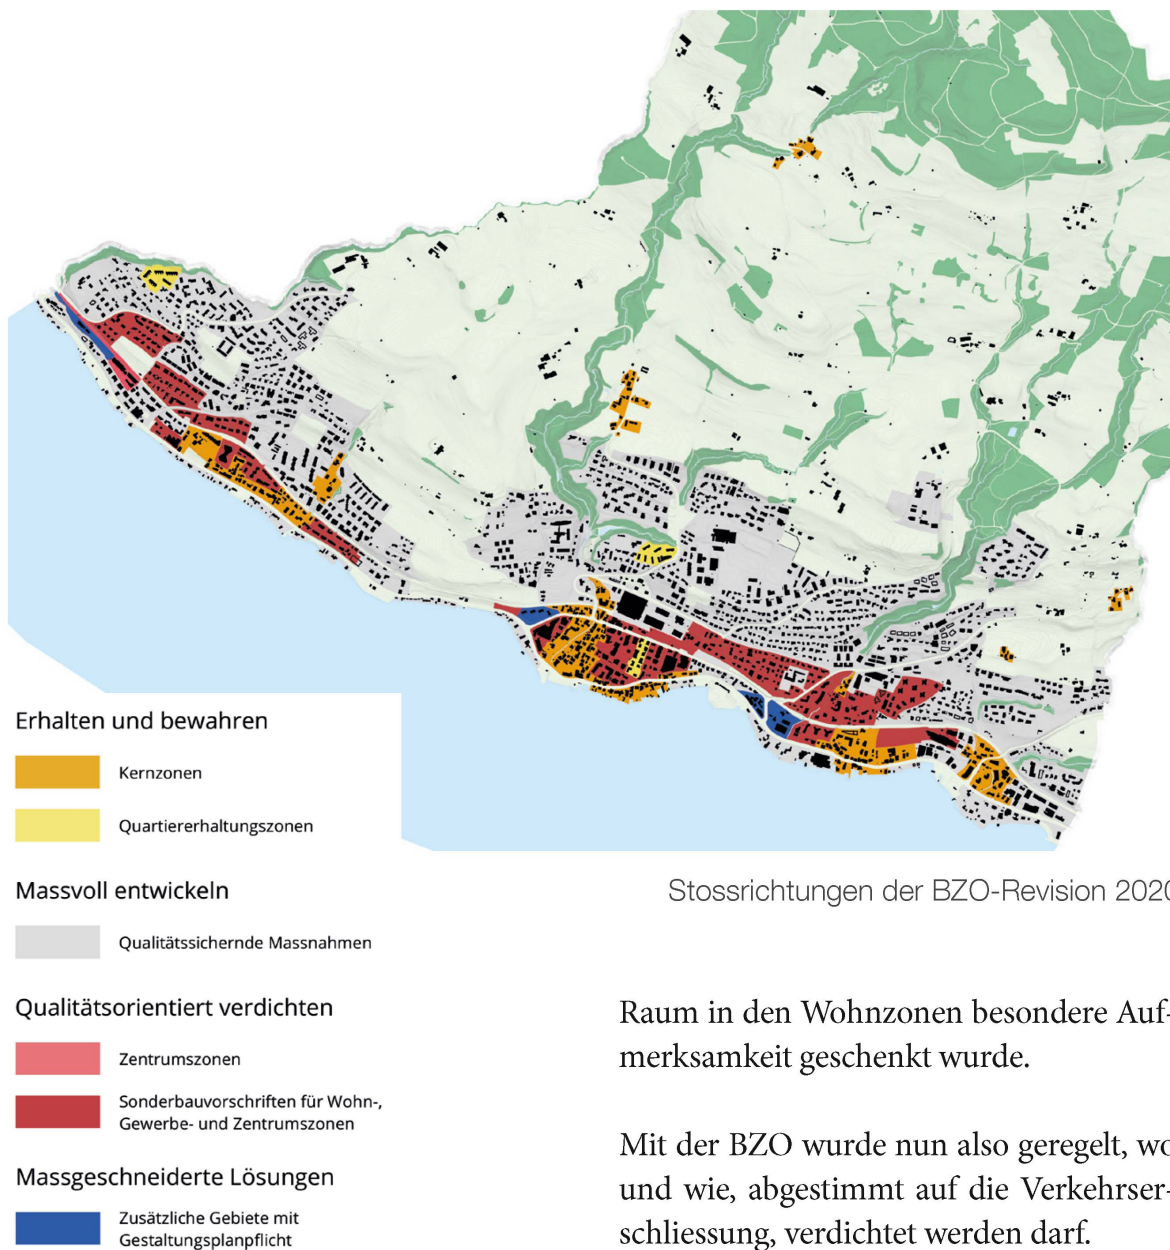 Erhalten und bewahren
Kernzonen
Quartiererhaltungszonen
Massvoll entwickeln
Qualitätssichernde Massnahmen
Qualitätsorientiert verdichten
Zentrumszonen
Sonderbauvorschriften für Wohn-,
Gewerbe- und Zentrumszonen
Massgeschneiderte Lösungen
Zusätzliche Gebiete mit
Gestaltungsplanpflicht
Stossrichtungen der BZO-Revision 2020
Raum in den Wohnzonen besondere Auf-
merksamkeit geschenkt wurde.
Mit der BZO wurde nun also geregelt, wo
und wie, abgestimmt auf die Verkehrser-
schliessung, verdichtet werden darf.